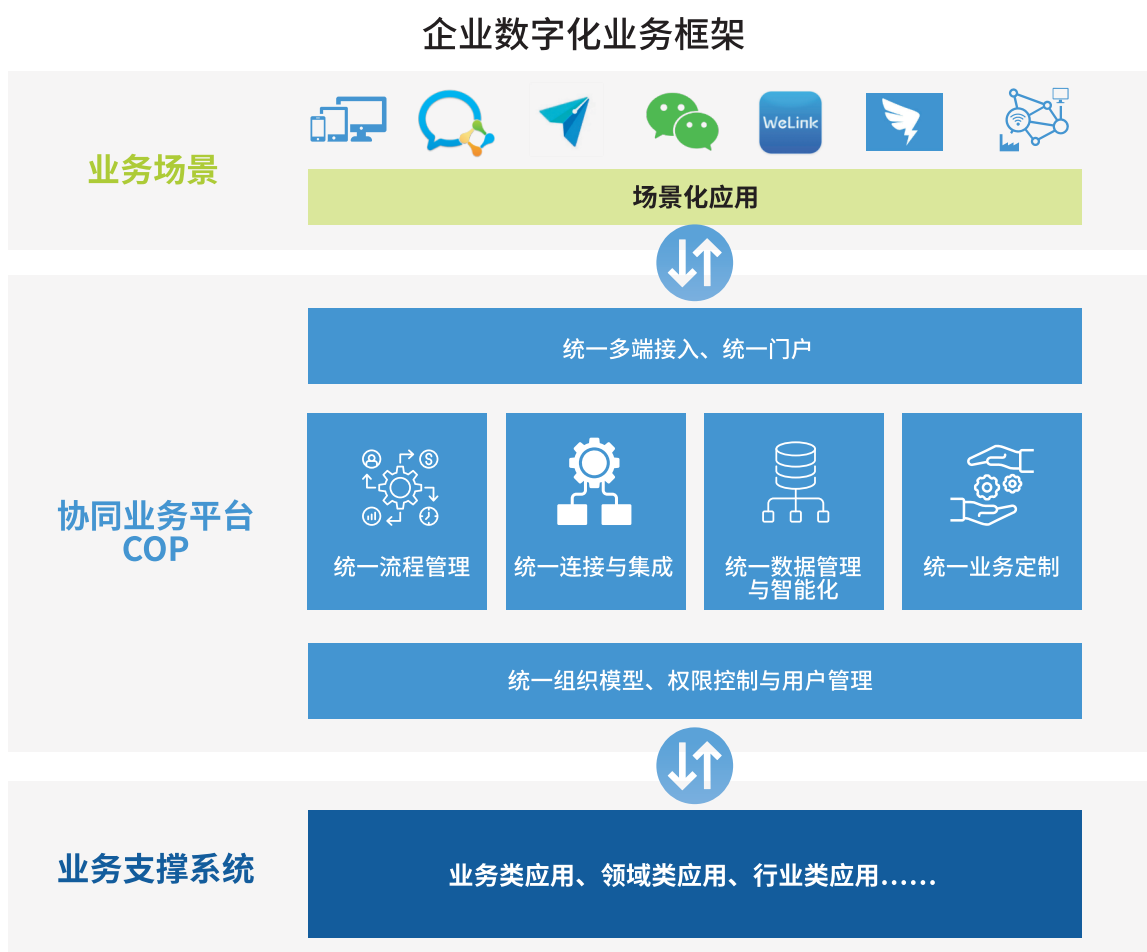 企业数字化业务框架
WeLink
业务场景
场景化应用
统一多端接入、统一门户
协同业务平台
COP
统一流程管理
统一连接与集成
统一数据管理
与智能化
统一业务定制
统一组织模型、权限控制与用户管理
业务支撑系统
业务类应用、领域类应用、行业类应用......